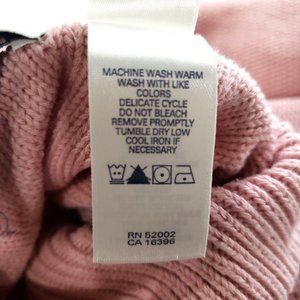 MACHINE WASH WARM
WASH WITH LIKE
COLORS
DELICATE CYCLE
DO NOT BLEACH
REMOVE PROMPTLY
TUMBLE DRY LOW
COOL IRON IF
NECESSARY
RN 52002
CA 16396